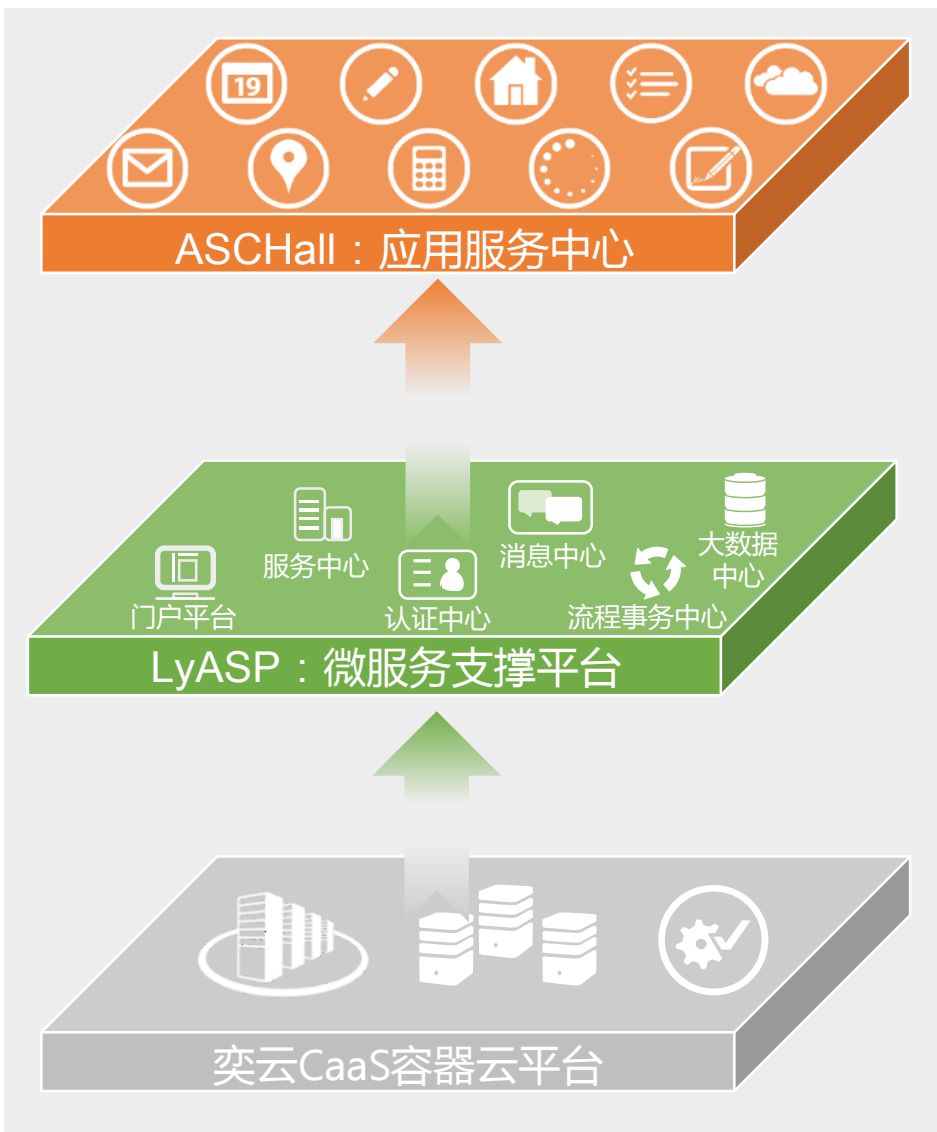 19
ASCHall：应用服务中心
服务中心
消息中心
大数据
中心
门户平台
认证中心
流程事务中心
LyASP：微服务支撑平台
奕云CaaS容器云平台